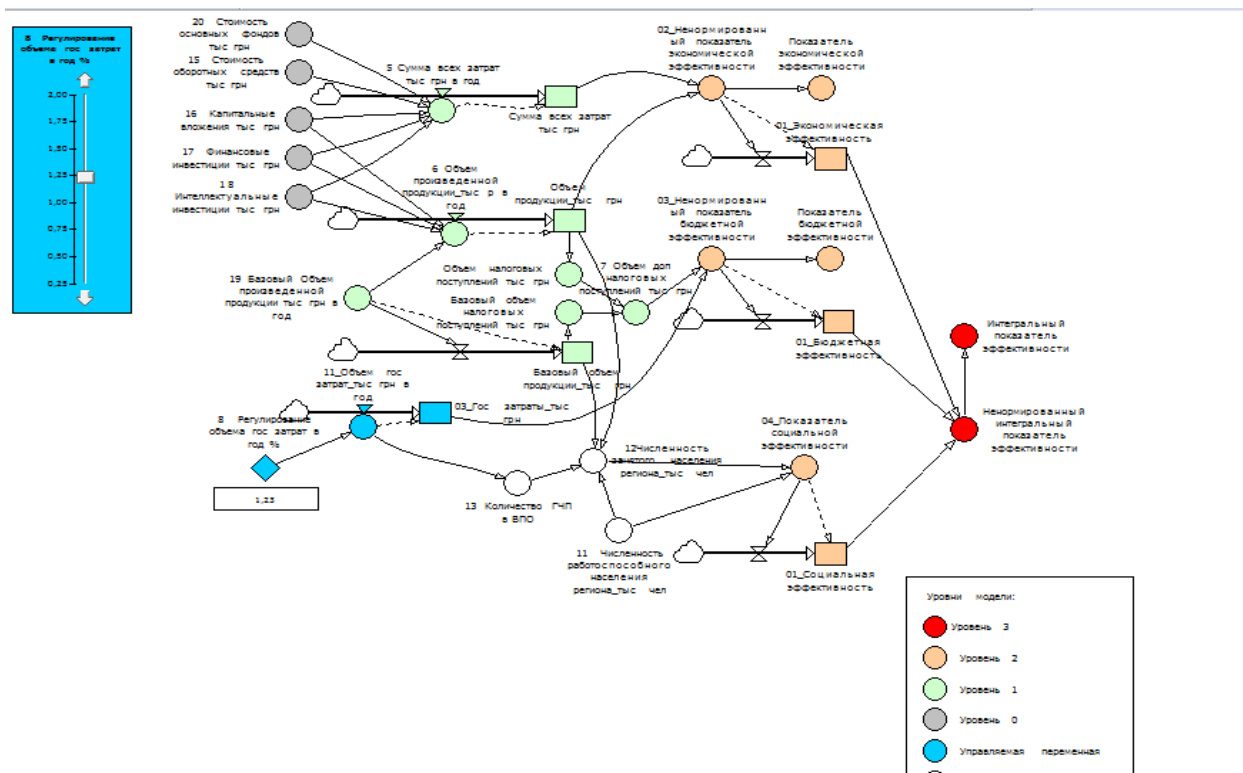 8 Регулирование
объема гос затрат
в год %
2,00
1,75
1,50
1,25
1,00
0,75
0,50
0,25
20 Стоимость
основных фондов
тыс грн
15 Стоимость
оборотных средств
тыс грн
16 Капитальные
вложения тыс грн
17 Финансовые
инвестиции тыс грн
18
Интеллектуальные
инвестиции тыс грн
5 Сумма всех затрат
тыс грн в год
Сумма всех затрат
тыс грн
6 Объем
произведенной
продукции_тыс р в
год
Объем
продукции_тыс грн
19 Базовый Объем
произведенной
продукции тыс грн в
год
Объем налоговых
поступлений тыс грн
Базовый объем
налоговых
поступлений тыс грн
7 Объем доп
налоговых
поступлений тыс грн
Базовый объем
продукции_тыс грн
11_Объем гос
затрат_тыс грн в
год
03_Гос затраты_тыс
грн
8 Регулирование
объема гос затрат в
год %
1,23
13 Количество ГЧП
в ВПО
12Численность
занятого населения
региона_тыс чел
11 Численность
работоспособного
населения
региона_тыс чел
02_Ненормированн
ый показатель
экономической
эффективности
Показатель
экономической
эффективности
01_Экономическая
эффективность
03_Ненормированн
ый показатель
бюджетной
эффективности
Показатель
бюджетной
эффективности
01_Бюджетная
эффективность
04_Показатель
социальной
эффективности
01_Социальная
эффективность
Интегральный
показатель
эффективности
Ненормированный
интегральный
показатель
эффективности
Уровни модели:
Уровень 3
Уровень 2
Уровень 1
Уровень 0
Управляемая переменная